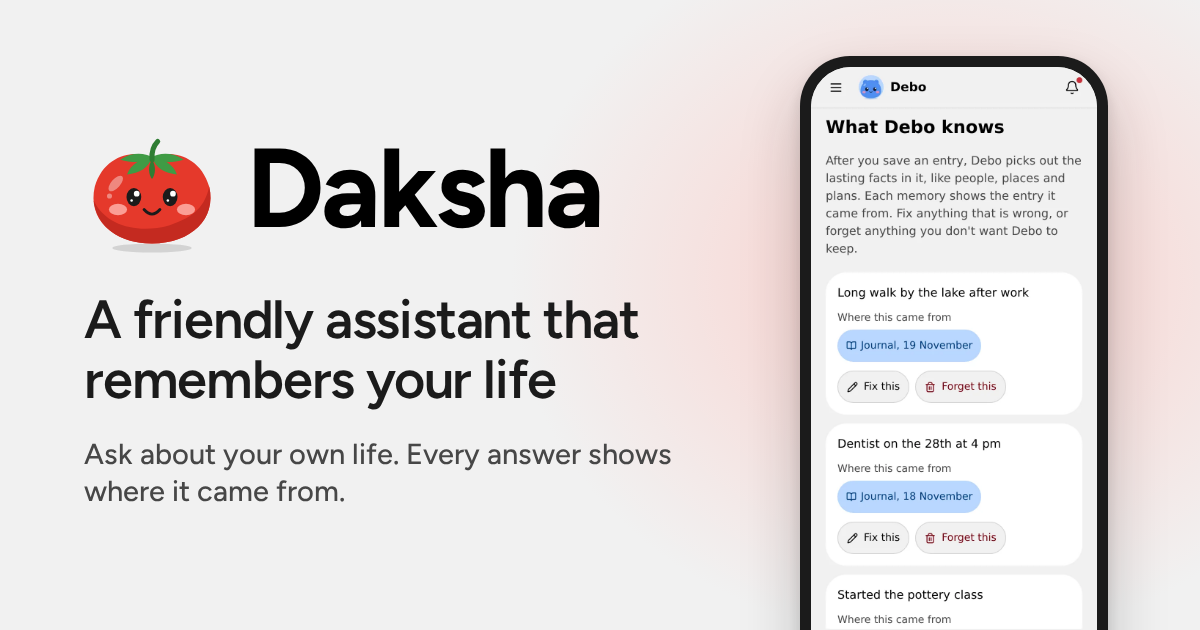 Daksha
A friendly assistant that
remembers your life
Ask about your own life. Every answer shows
where it came from.
Debo
What Debo knows
After you save an entry, Debo picks out the
lasting facts in it, like people, places and
plans. Each memory shows the entry it
came from. Fix anything that is wrong, or
forget anything you don't want Debo to
keep.
Long walk by the lake after work
Where this came from
Journal, 19 November
Fix this Forget this
Dentist on the 28th at 4 pm
Where this came from
Journal, 18 November
Fix this Forget this
Started the pottery class
Where this came from